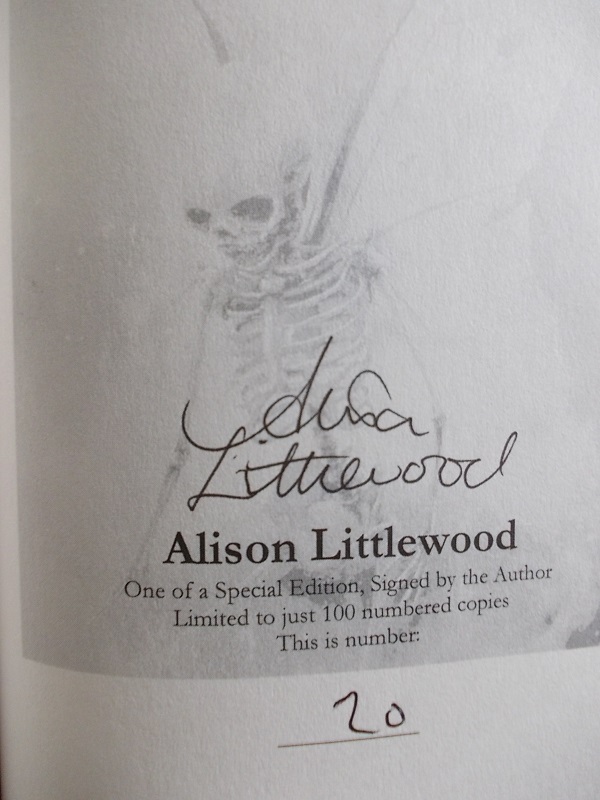 Alison
Littlewood
Alison Littlewood
One of a Special Edition, Signed by the Author
Limited to just 100 numbered copies
This is number:
20